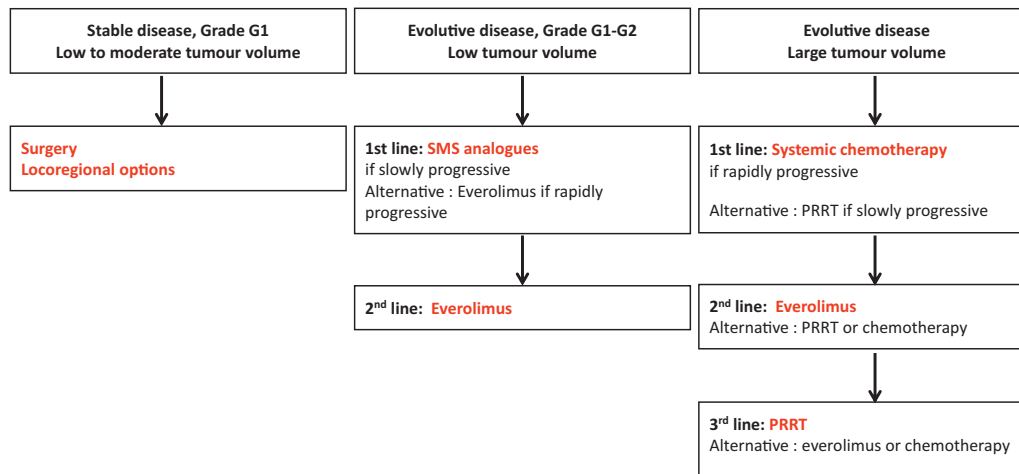 Stable disease, Grade G1
Low to moderate tumour volume
Surgery
Locoregional options
Evolutive disease, Grade G1-G2
Low tumour volume
1st line: SMS analogues
if slowly progressive
Alternative : Everolimus if rapidly
progressive
2nd line: Everolimus
Evolutive disease
Large tumour volume
1st line: Systemic chemotherapy
if rapidly progressive
Alternative : PRRT if slowly progressive
2nd line: Everolimus
Alternative : PRRT or chemotherapy
3rd line: PRRT
Alternative : everolimus or chemotherapy